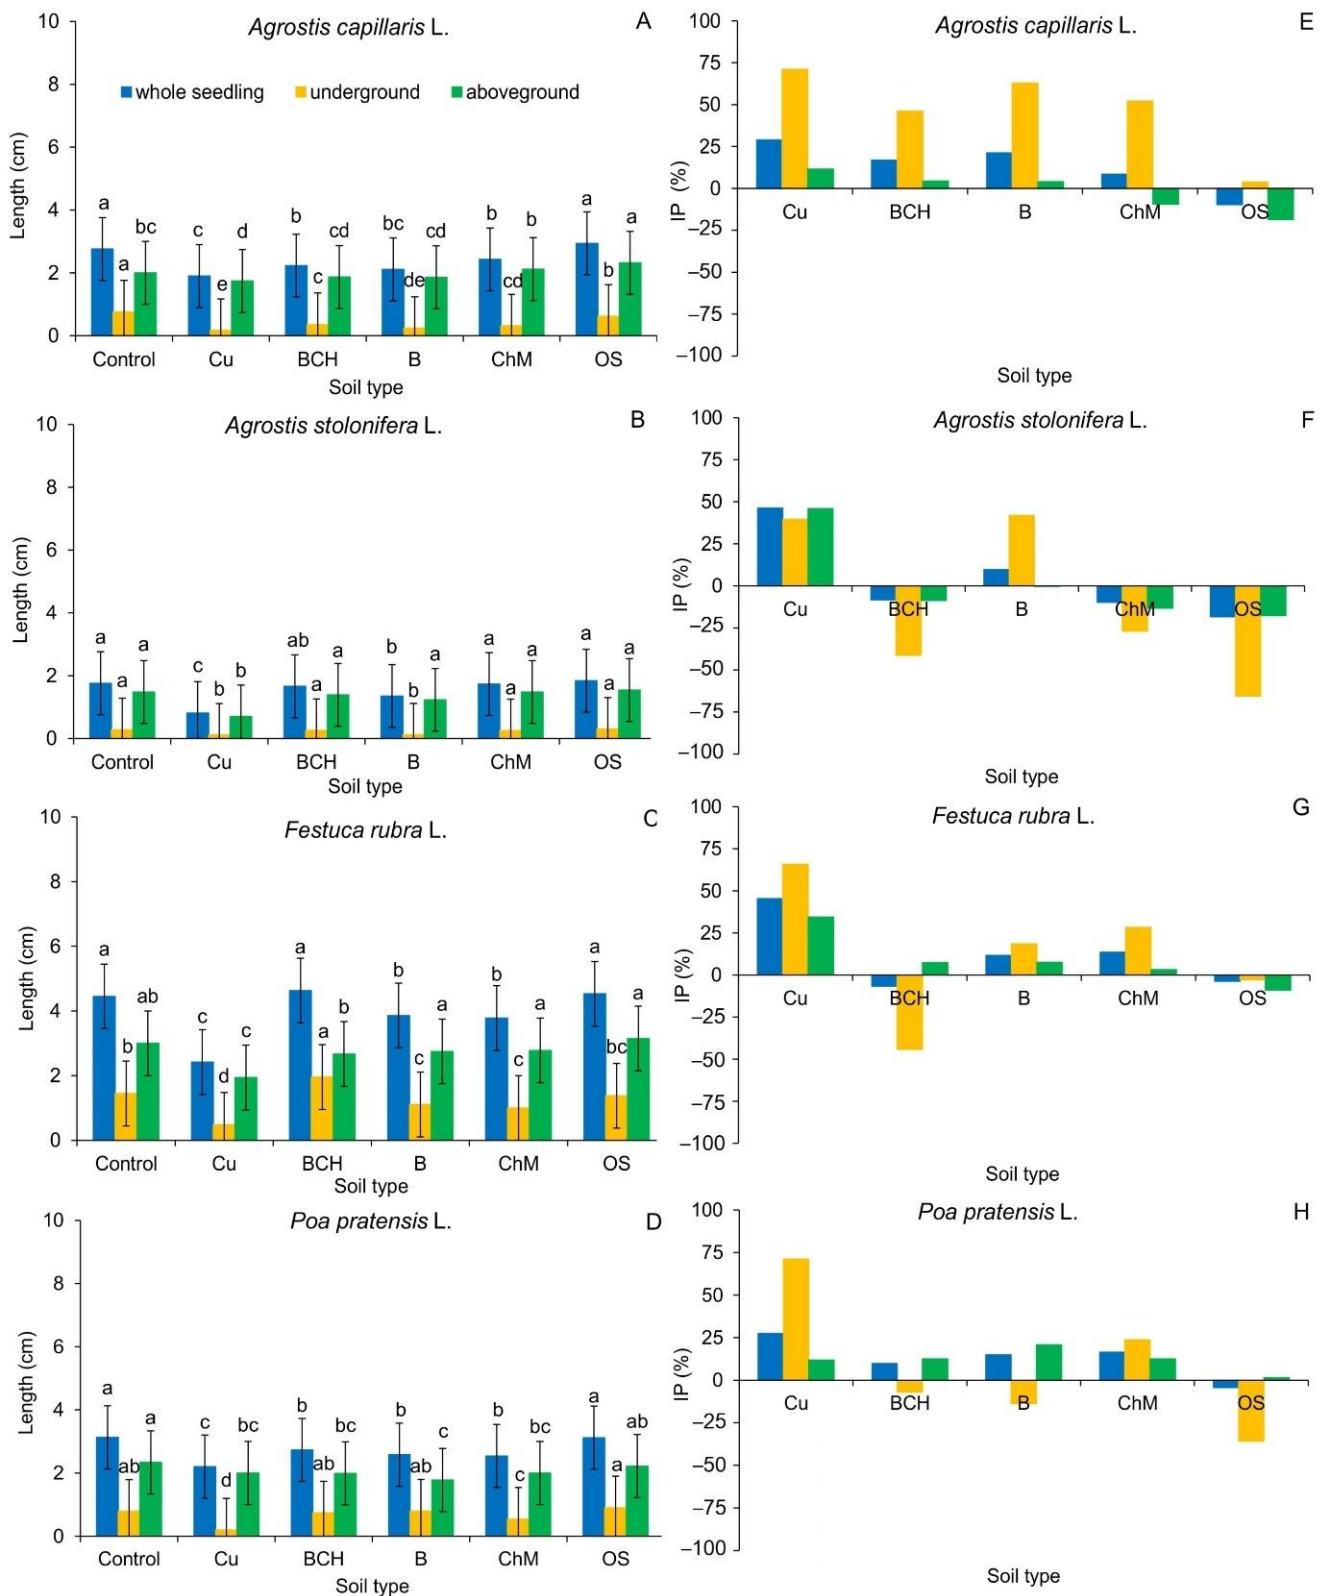 Agrostis capillaris L.
A
whole seedling underground aboveground
Length (cm)
10
8
6
4
2
0
a a bc
c e d
b c cd
bc de cd
b cd b
a b a
Control Cu BCH B ChM OS
Soil type
Agrostis capillaris L.
E
IP (%)
100
75
50
25
0
–25
–50
–75
–100
Cu BCH B ChM OS
Soil type
Agrostis stolonifera L.
B
Length (cm)
10
8
6
4
2
0
a a a
c b b
ab a a
b b a
a a a
a a a
Control Cu BCH B ChM OS
Soil type
Agrostis stolonifera L.
F
IP (%)
100
75
50
25
0
–25
–50
–75
–100
Cu BCH B ChM OS
Soil type
Festuca rubra L.
C
Length (cm)
10
8
6
4
2
0
a b ab
c d c
a a b
b c a
b c a
a bc a
Control Cu BCH B ChM OS
Soil type
Festuca rubra L.
G
IP (%)
100
75
50
25
0
–25
–50
–75
–100
Cu BCH B ChM OS
Soil type
Poa pratensis L.
D
Length (cm)
10
8
6
4
2
0
a ab a
c d bc
b ab bc
b ab c
b c bc
a a ab
Control Cu BCH B ChM OS
Soil type
Poa pratensis L.
H
IP (%)
100
75
50
25
0
–25
–50
–75
–100
Cu BCH B ChM OS
Soil type